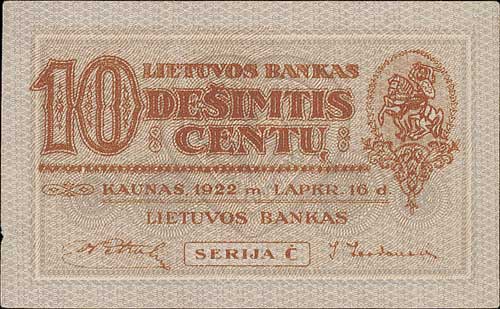 10 LIETUVOS BANKAS
DEŠIMTIS
CENTŲ
KAUNAS, 1922 m. LAPKR. 16 d
LIETUVOS BANKAS
SERIJA Č